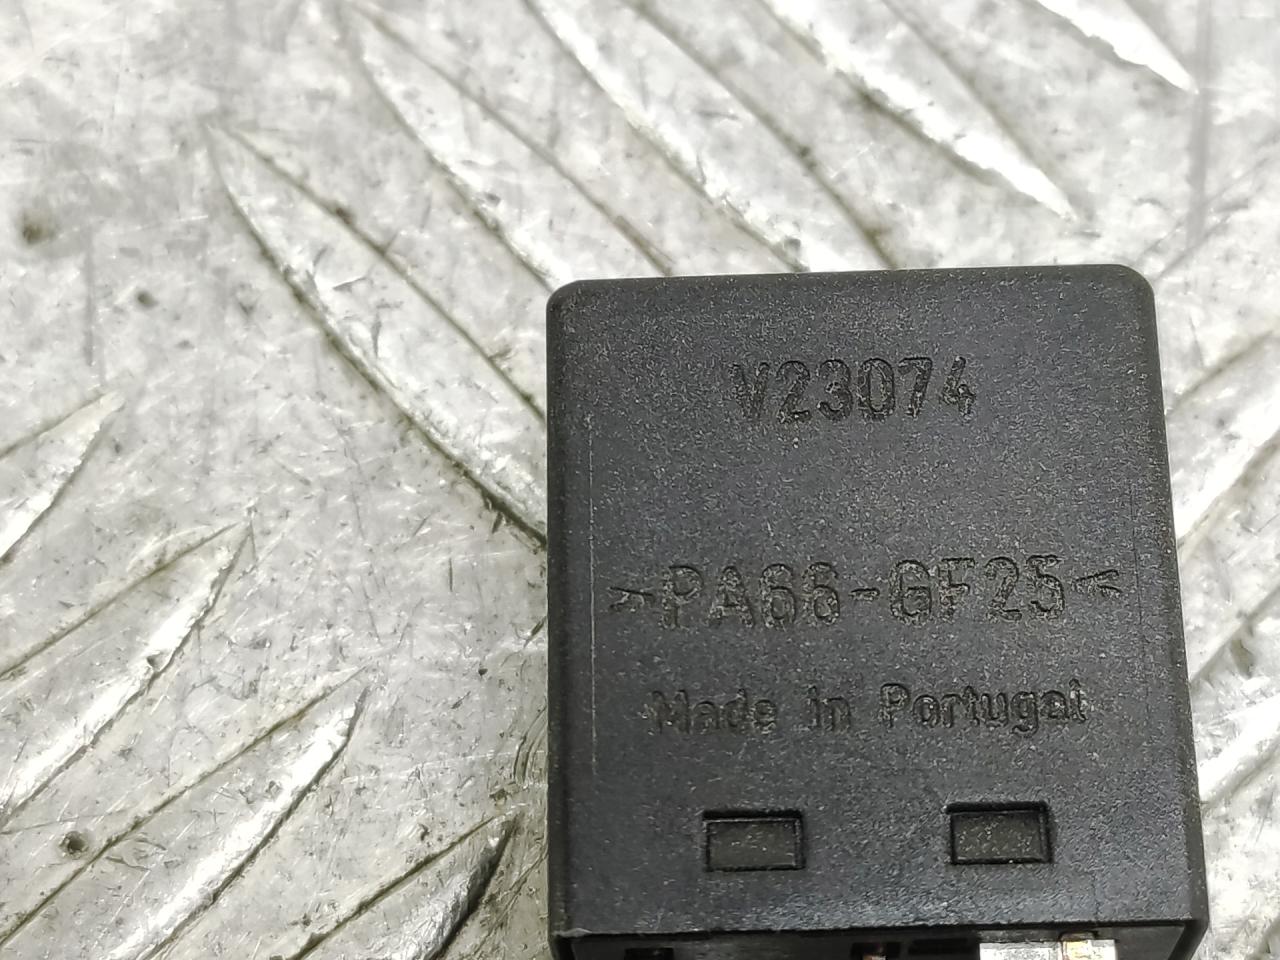 V23074
>PA66-GF25<
Made in Portugal